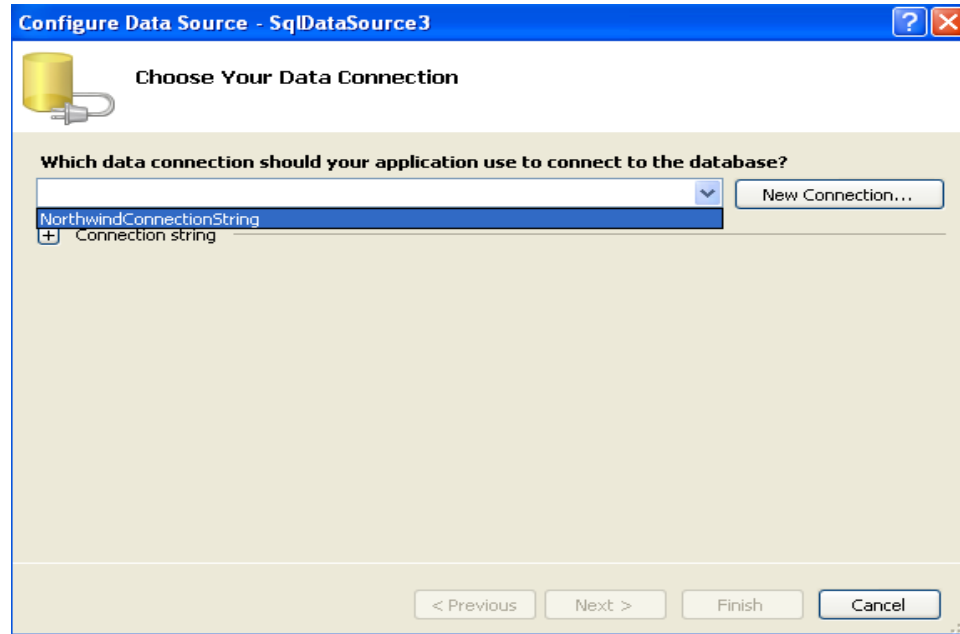 Configure Data Source - SqlDataSource3
Choose Your Data Connection
Which data connection should your application use to connect to the database?
New Connection...
NorthwindConnectionString
Connection string
< Previous
Next >
Finish
Cancel